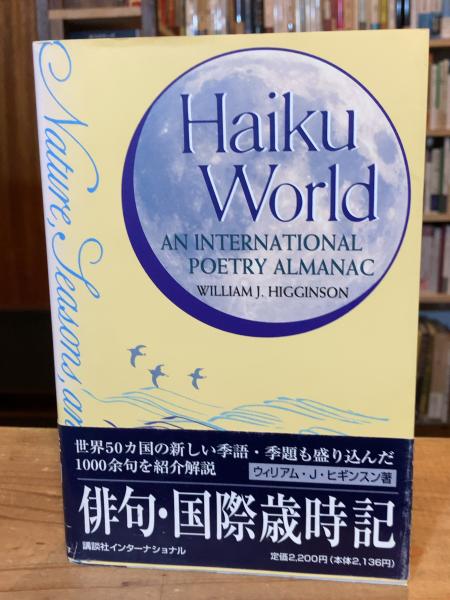 Haiku
World
AN INTERNATIONAL
POETRY ALMANAC
WILLIAM J. HIGGINSON
Nature, Seasons, an
世界50カ国の新しい季語・季題も盛り込んだ
1000余句を紹介解説
ウィリアム・J・ヒギンスン著
俳句・国際歳時記
講談社インターナショナル
定価2,200円(本体2,136円)